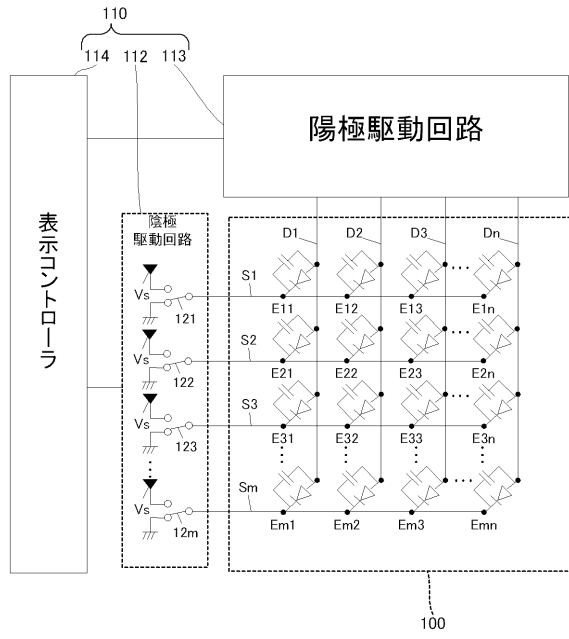 110
114 112 113
陽極駆動回路
表示コントローラ
陰極
駆動回路
D1 D2 D3 Dn
S1
Vs
121
E11 E12 E13 E1n
S2
Vs
122
E21 E22 E23 E2n
S3
Vs
123
E31 E32 E33 E3n
Sm
Vs
12m
Em1 Em2 Em3 Emn
100